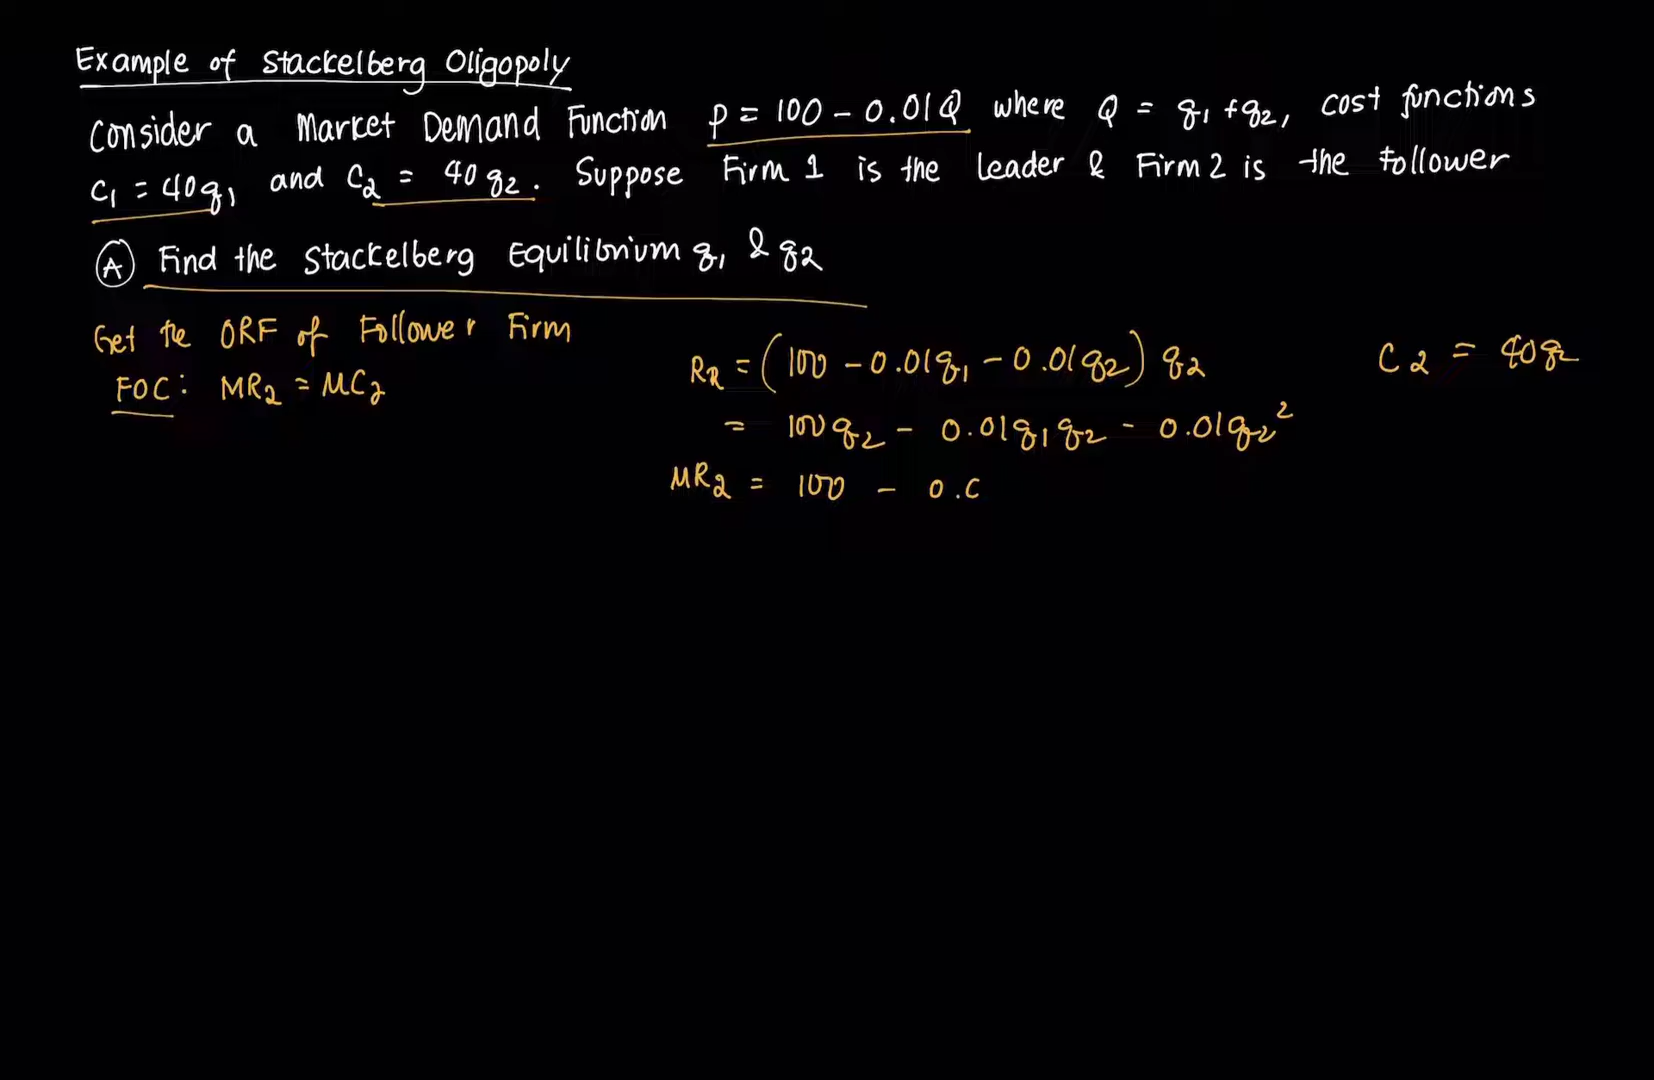 Example of Stackelberg Oligopoly
Consider a Market Demand Function p = 100 - 0.01Q where Q = q1 + q2, cost functions
C1 = 40q1 and C2 = 40q2. Suppose Firm 1 is the leader & Firm 2 is the follower
(A) Find the Stackelberg Equilibrium q1 & q2
Get the ORF of Follower Firm
FOC: MR2 = MC2
R2 = (100 - 0.01q1 - 0.01q2) q2
= 100q2 - 0.01q1q2 - 0.01q2²
MR2 = 100 - 0.0
C2 = 40q2